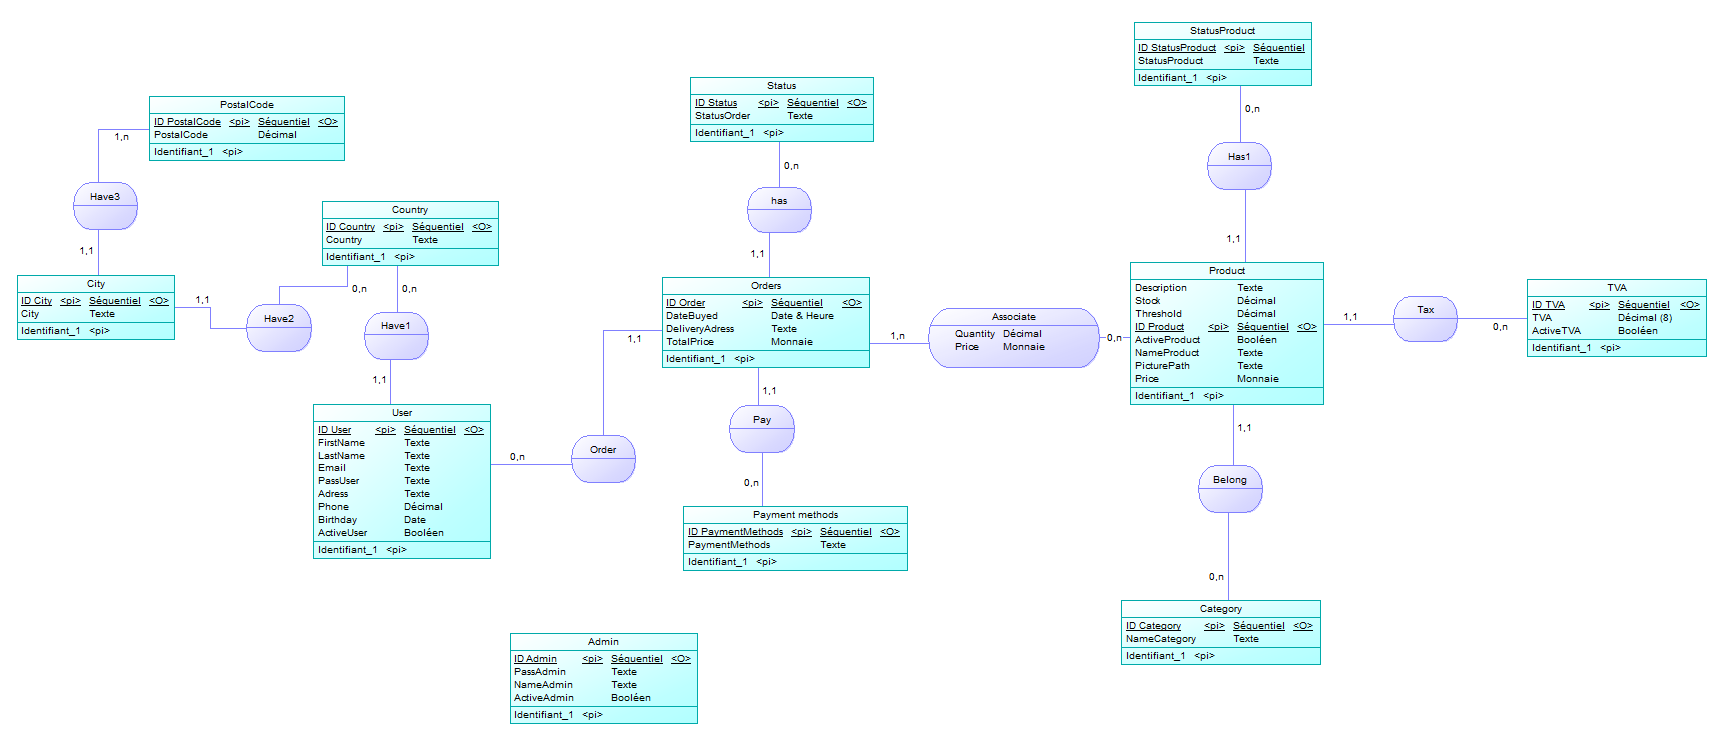 StatusProduct
ID StatusProduct <pi> Séquentiel
StatusProduct Texte
Identifiant_1 <pi>
0,n
Has1
1,1
Status
ID Status <pi> Séquentiel <O>
StatusOrder Texte
Identifiant_1 <pi>
0,n
has
1,1
PostalCode
ID PostalCode <pi> Séquentiel <O>
PostalCode Décimal
Identifiant_1 <pi>
1,n
Have3
1,1
Country
ID Country <pi> Séquentiel <O>
Country Texte
Identifiant_1 <pi>
0,n
0,n
City
ID City <pi> Séquentiel <O>
City Texte
Identifiant_1 <pi>
1,1
Have2
Have1
1,1
Orders
ID Order <pi> Séquentiel <O>
DateBuyed Date & Heure
DeliveryAdress Texte
TotalPrice Monnaie
Identifiant_1 <pi>
1,1
1,n
Associate
Quantity Décimal
Price Monnaie
0,n
Product
Description Texte
Stock Décimal
Threshold Décimal
ID Product <pi> Séquentiel <O>
ActiveProduct Booléen
NameProduct Texte
PicturePath Texte
Price Monnaie
Identifiant_1 <pi>
1,1
Tax
0,n
TVA
ID TVA <pi> Séquentiel <O>
TVA Décimal (8)
ActiveTVA Booléen
Identifiant_1 <pi>
User
ID User <pi> Séquentiel <O>
FirstName Texte
LastName Texte
Email Texte
PassUser Texte
Adress Texte
Phone Décimal
Birthday Date
ActiveUser Booléen
Identifiant_1 <pi>
0,n
Order
1,1
Pay
0,n
Payment methods
ID PaymentMethods <pi> Séquentiel <O>
PaymentMethods Texte
Identifiant_1 <pi>
1,1
Belong
0,n
Category
ID Category <pi> Séquentiel <O>
NameCategory Texte
Identifiant_1 <pi>
Admin
ID Admin <pi> Séquentiel <O>
PassAdmin Texte
NameAdmin Texte
ActiveAdmin Booléen
Identifiant_1 <pi>